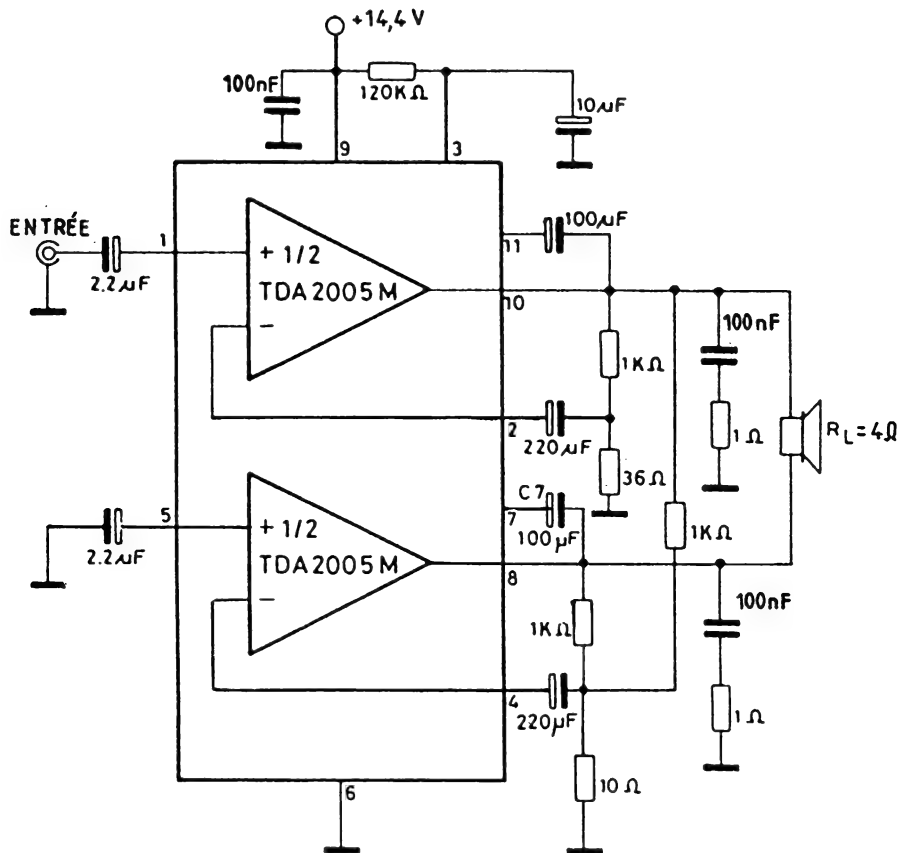 +14,4 V
100nF
120KΩ
10µF
9
3
ENTRÉE
1
2.2µF
+ 1/2
TDA2005M
−
11
100µF
10
1KΩ
100nF
1Ω
RL=4Ω
2
220µF
36Ω
5
2.2µF
+ 1/2
TDA2005M
−
C7
7
100µF
8
1KΩ
1KΩ
100nF
4
220µF
1Ω
10Ω
6